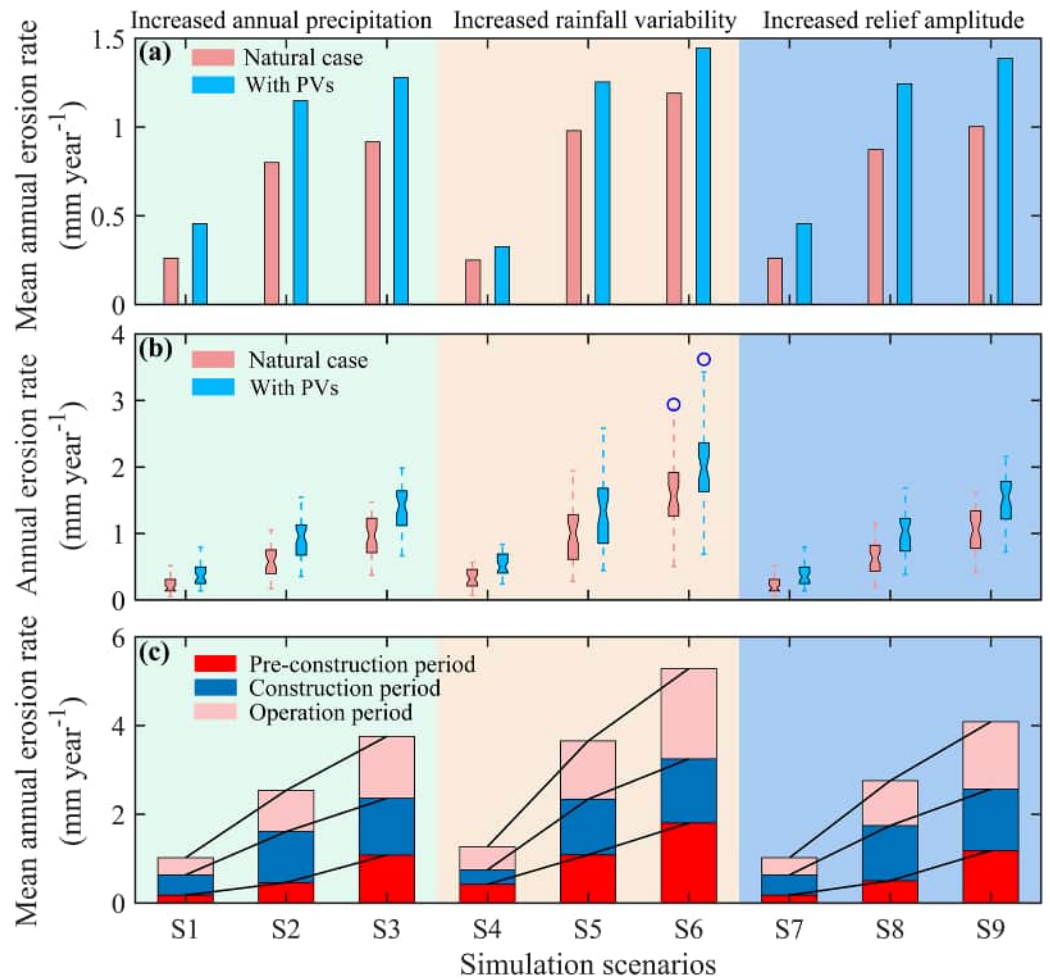 Increased annual precipitation Increased rainfall variability Increased relief amplitude
(a)
Natural case
With PVs
Mean annual erosion rate
(mm year⁻¹)
1.5
1
0.5
0
(b)
Natural case
With PVs
Annual erosion rate
(mm year⁻¹)
4
3
2
1
0
(c)
Pre-construction period
Construction period
Operation period
Mean annual erosion rate
(mm year⁻¹)
6
4
2
0
S1 S2 S3 S4 S5 S6 S7 S8 S9
Simulation scenarios